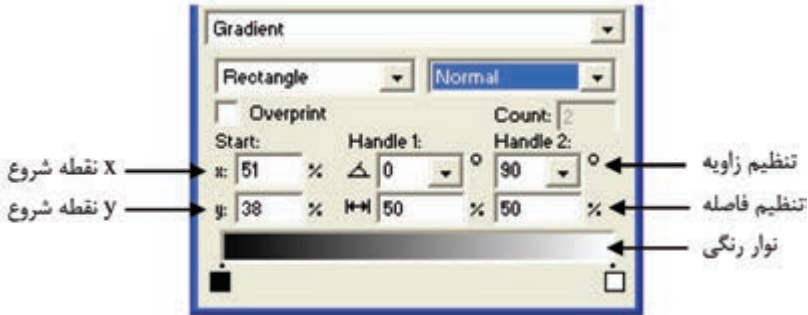 Gradient
Rectangle Normal
Overprint Count: 2
Start: Handle 1: Handle 2:
x نقطه شروع x: 51 % 0 ° 90 ° تنظیم زاویه
y نقطه شروع y: 38 % 50 % 50 % تنظیم فاصله
نوار رنگی